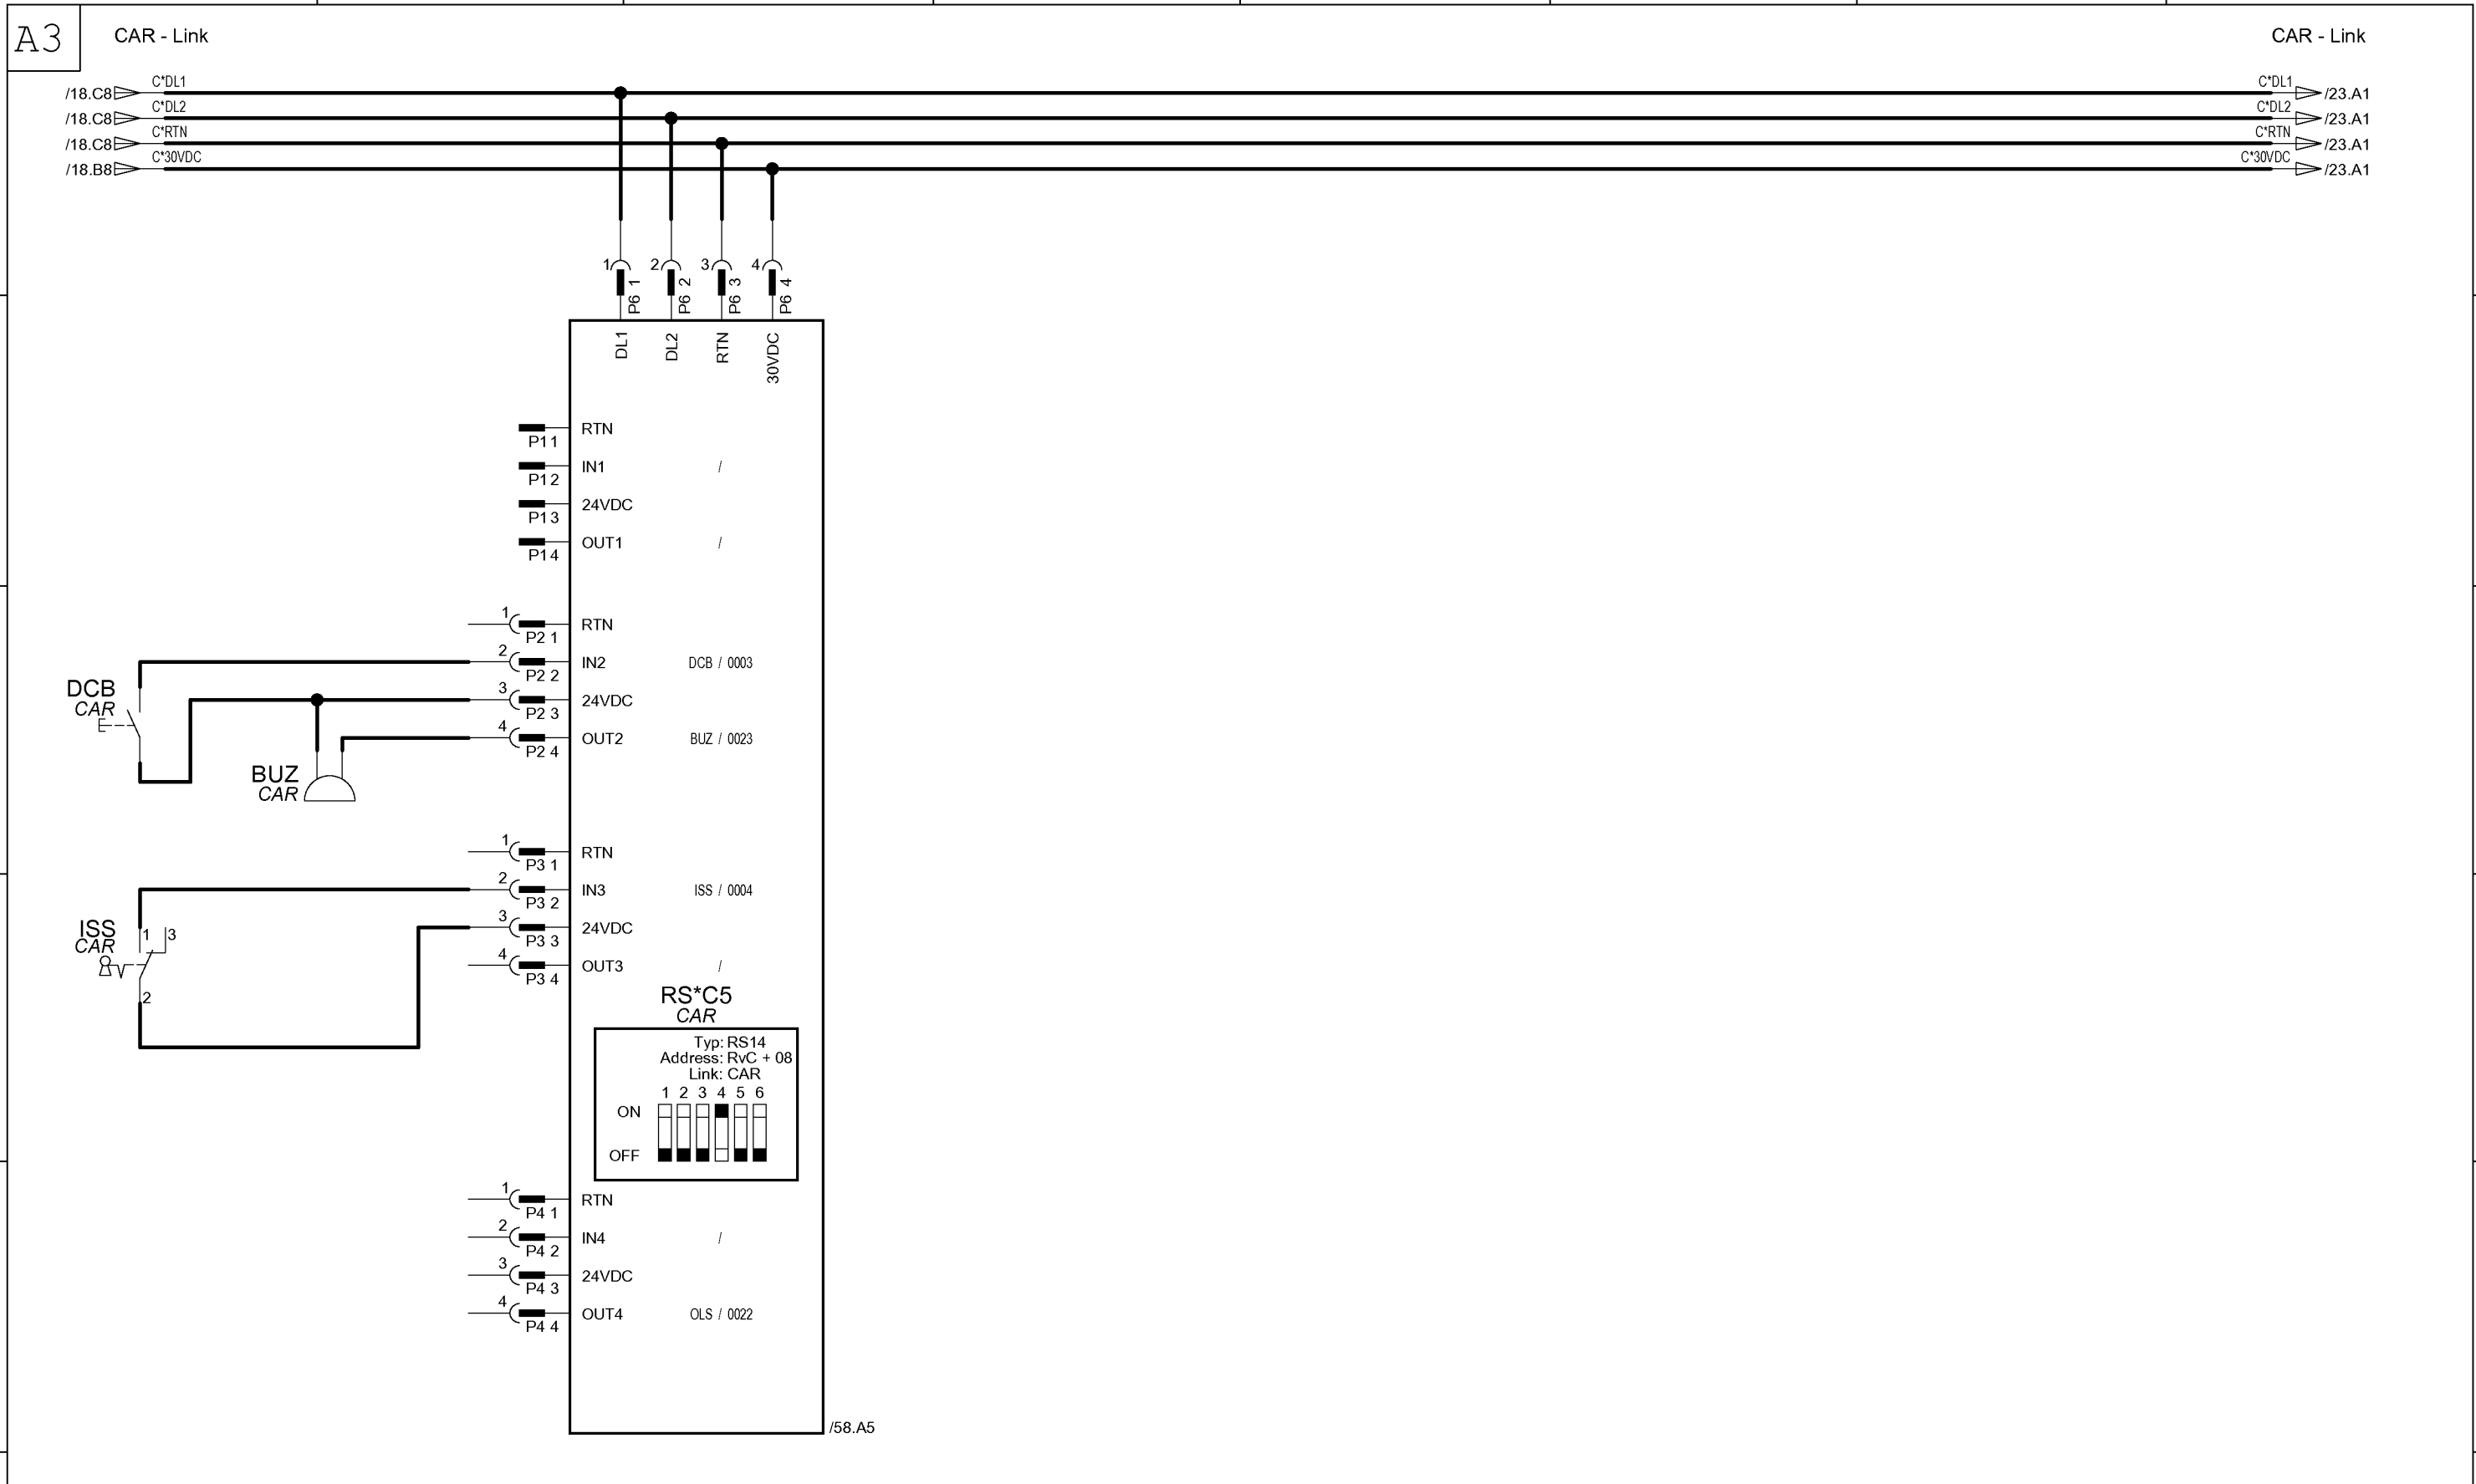 A3 CAR - Link CAR - Link
C*DL1 C*DL1
/18.C8 /23.A1
C*DL2 C*DL2
/18.C8 /23.A1
C*RTN C*RTN
/18.C8 /23.A1
C*30VDC C*30VDC
/18.B8 /23.A1
1 2 3 4
P6 1 P6 2 P6 3 P6 4
DL1 DL2 RTN 30VDC
RTN
P1 1
IN1 /
P1 2
24VDC
P1 3
OUT1 /
P1 4
1 RTN
P2 1
2 IN2 DCB / 0003
P2 2
DCB
CAR
3 24VDC
P2 3
4 OUT2 BUZ / 0023
P2 4
BUZ
CAR
1 RTN
P3 1
2 IN3 ISS / 0004
P3 2
ISS
CAR
1 3
2
3 24VDC
P3 3
4 OUT3 /
P3 4
RS*C5
CAR
Typ: RS14
Address: RvC + 08
Link: CAR
1 2 3 4 5 6
ON
OFF
1 RTN
P4 1
2 IN4 /
P4 2
3 24VDC
P4 3
4 OUT4 OLS / 0022
P4 4
/58.A5